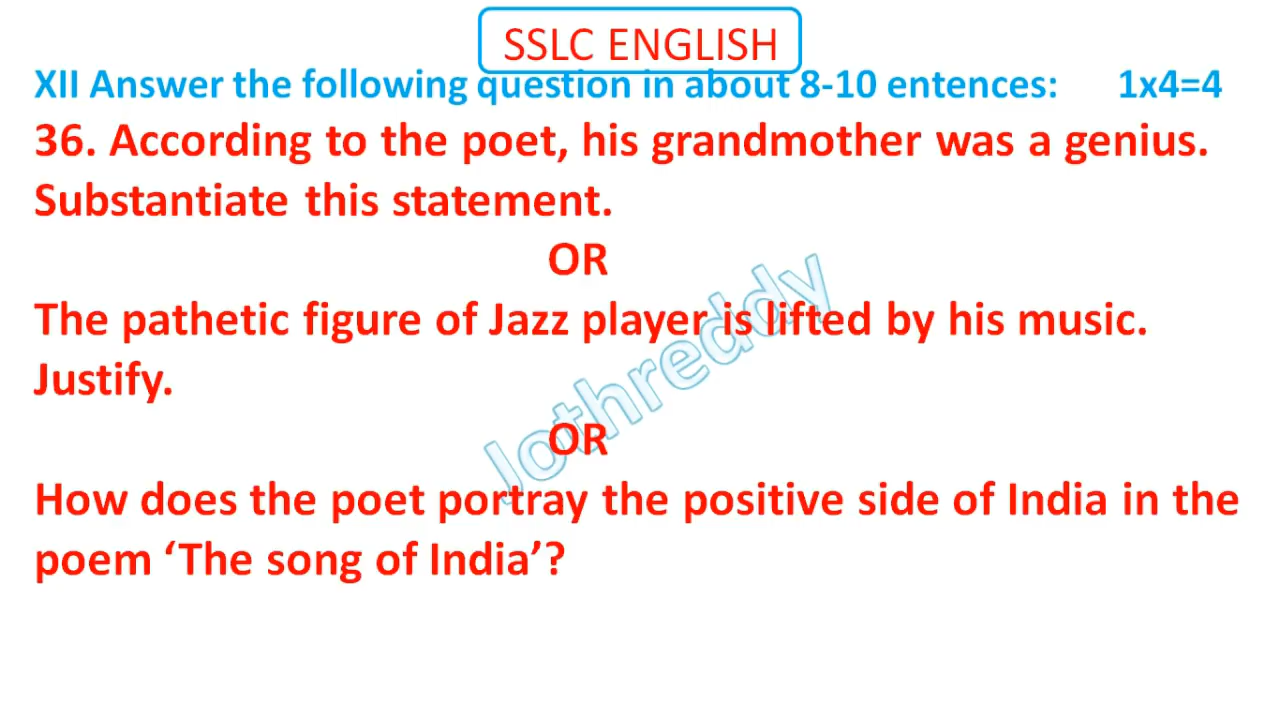 SSLC ENGLISH
XII Answer the following question in about 8-10 entences: 1x4=4
36. According to the poet, his grandmother was a genius.
Substantiate this statement.
OR
The pathetic figure of Jazz player is lifted by his music.
Justify.
OR
How does the poet portray the positive side of India in the
poem ‘The song of India’?
Jothreddy